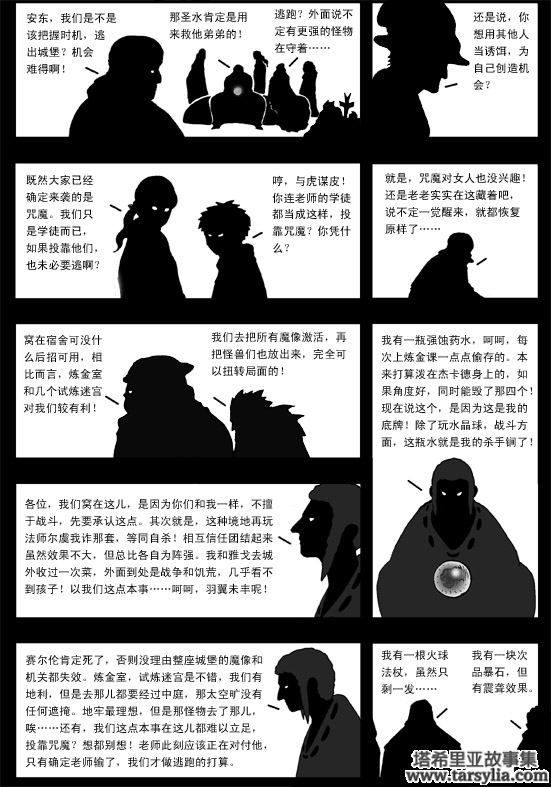 安东，我们是不是
该把握时机，逃
出城堡？机会
难得啊！
那圣水肯定是用
来救他弟弟的！
逃跑？外面说不
定有更强的怪物
在守着……
还是说，你
想用其他人
当诱饵，为
自己创造机
会？
既然大家已经
确定来袭的是
咒魔。我们只
是学徒而已，
如果投靠他们，
也未必要逃啊？
哼，与虎谋皮！
你连老师的学徒
都当成这样，投
靠咒魔？你凭什
么？
就是，咒魔对女人也没兴趣！
还是老老实实在这藏着吧，
说不定一觉醒来，就都恢复
原样了……
窝在宿舍可没什
么后招可用，相
比而言，炼金室
和几个试炼迷宫
对我们较有利！
我们去把所有魔像激活，再
把怪兽们也放出来，完全可
以扭转局面的！
我有一瓶强蚀药水，呵呵，每
次上炼金课一点点偷存的。本
来打算泼在杰卡德身上的，如
果角度好，同时能毁了那四个！
现在说这个，是因为这是我的
底牌！除了玩水晶球，战斗方
面，这瓶水就是我的杀手锏了！
各位，我们窝在这儿，是因为你们和我一样，不擅
于战斗，先要承认这点。其次就是，这种境地再玩
法师尔虞我诈那套，等同自杀！相互信任团结起来
虽然效果不大，但总比各自为阵强。我和雅戈去城
外收过一次菜，外面到处是战争和饥荒，几乎看不
到孩子！以我们这点本事……呵呵，羽翼未丰呢！
赛尔伦肯定死了，否则没理由整座城堡的魔像和
机关都失效。炼金室，试炼迷宫是不错，我们有
地利，但是去那儿都要经过中庭，那太空旷没有
任何遮掩。地牢最理想，但是那怪物去了那儿，
唉……还有，我们这点本事在这儿都难以立足，
投靠咒魔？想都别想！老师此刻应该正在对付他，
只有确定老师输了，我们才做逃跑的打算。
我有一根火球
法杖，虽然只
剩一发……
我有一块次
品暴石，但
有震聋效果。
塔希里亚故事集
www.tarsylia.com